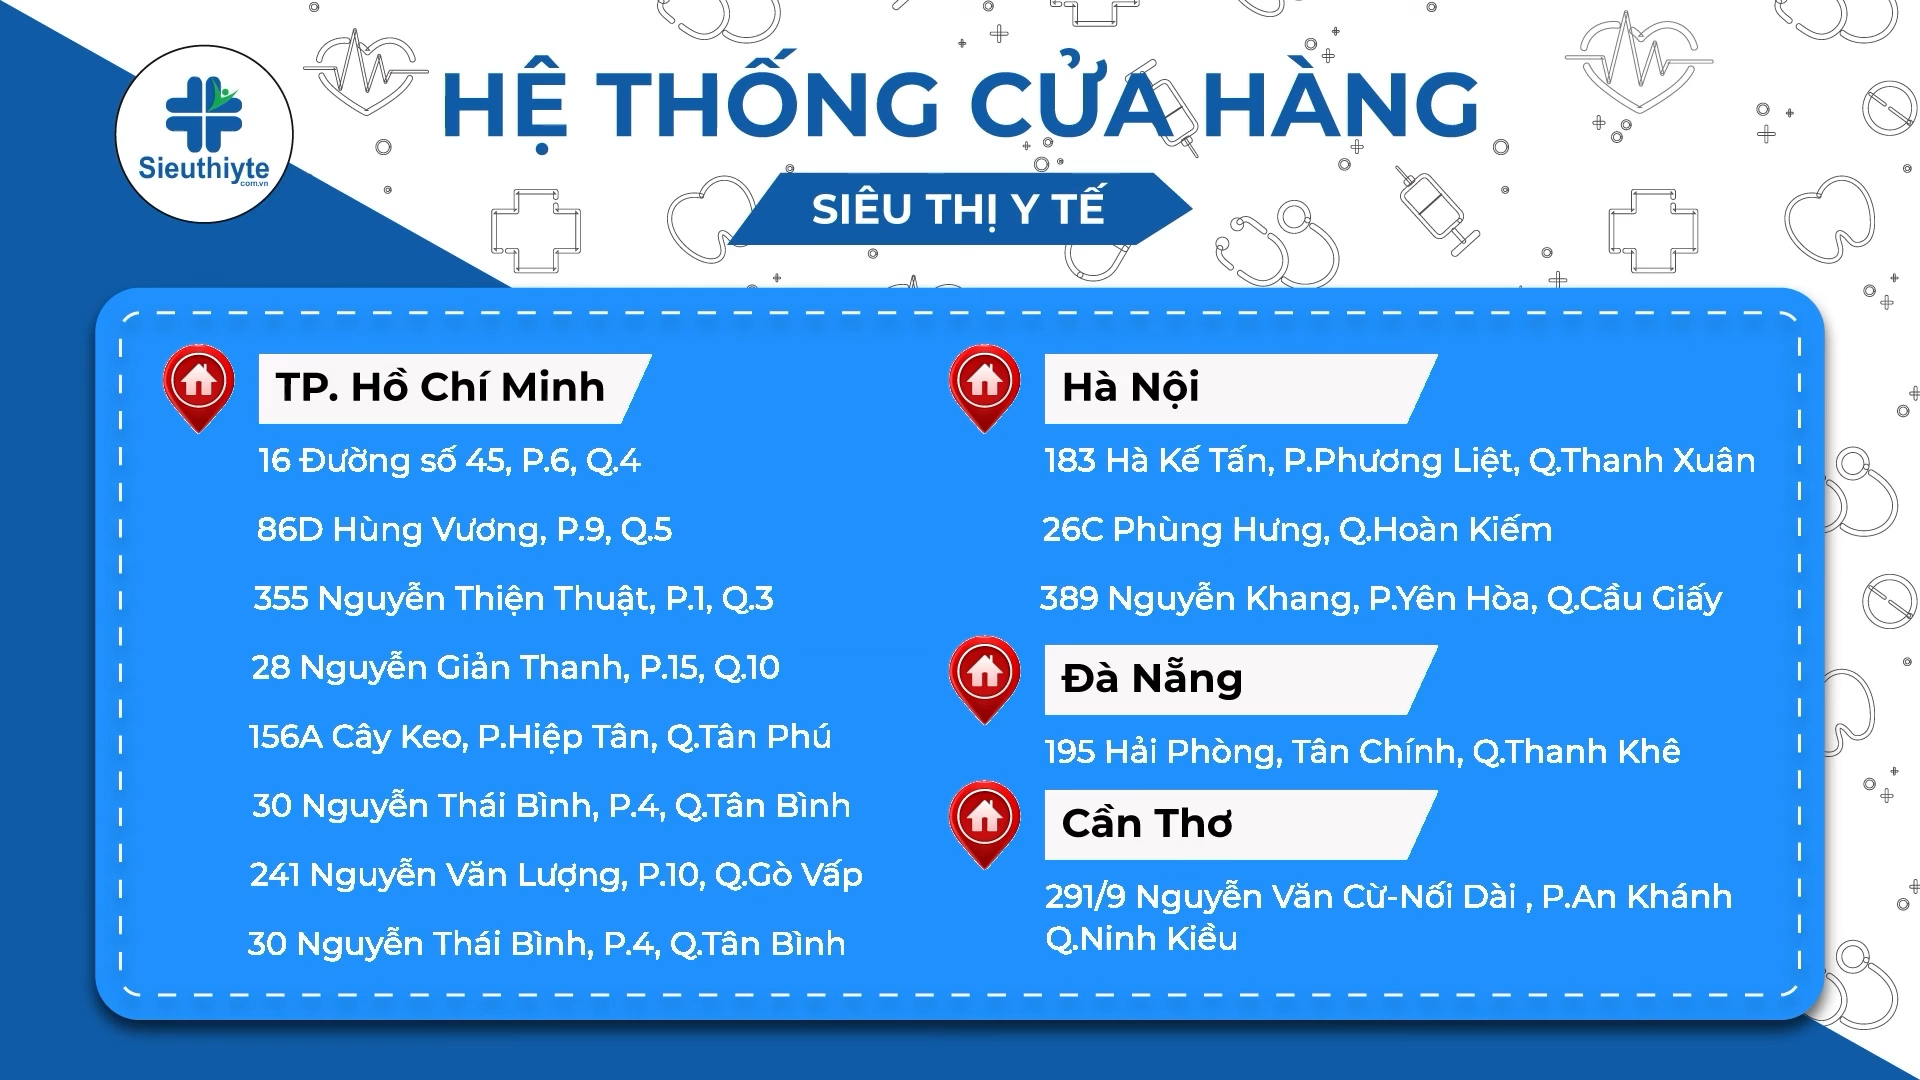 Sieuthiyte
com.vn
HỆ THỐNG CỬA HÀNG
SIÊU THỊ Y TẾ
TP. Hồ Chí Minh
16 Đường số 45, P.6, Q.4
86D Hùng Vương, P.9, Q.5
355 Nguyễn Thiện Thuật, P.1, Q.3
28 Nguyễn Giản Thanh, P.15, Q.10
156A Cây Keo, P.Hiệp Tân, Q.Tân Phú
30 Nguyễn Thái Bình, P.4, Q.Tân Bình
241 Nguyễn Văn Lượng, P.10, Q.Gò Vấp
30 Nguyễn Thái Bình, P.4, Q.Tân Bình
Hà Nội
183 Hà Kế Tấn, P.Phương Liệt, Q.Thanh Xuân
26C Phùng Hưng, Q.Hoàn Kiếm
389 Nguyễn Khang, P.Yên Hòa, Q.Cầu Giấy
Đà Nẵng
195 Hải Phòng, Tân Chính, Q.Thanh Khê
Cần Thơ
291/9 Nguyễn Văn Cừ-Nối Dài , P.An Khánh
Q.Ninh Kiều